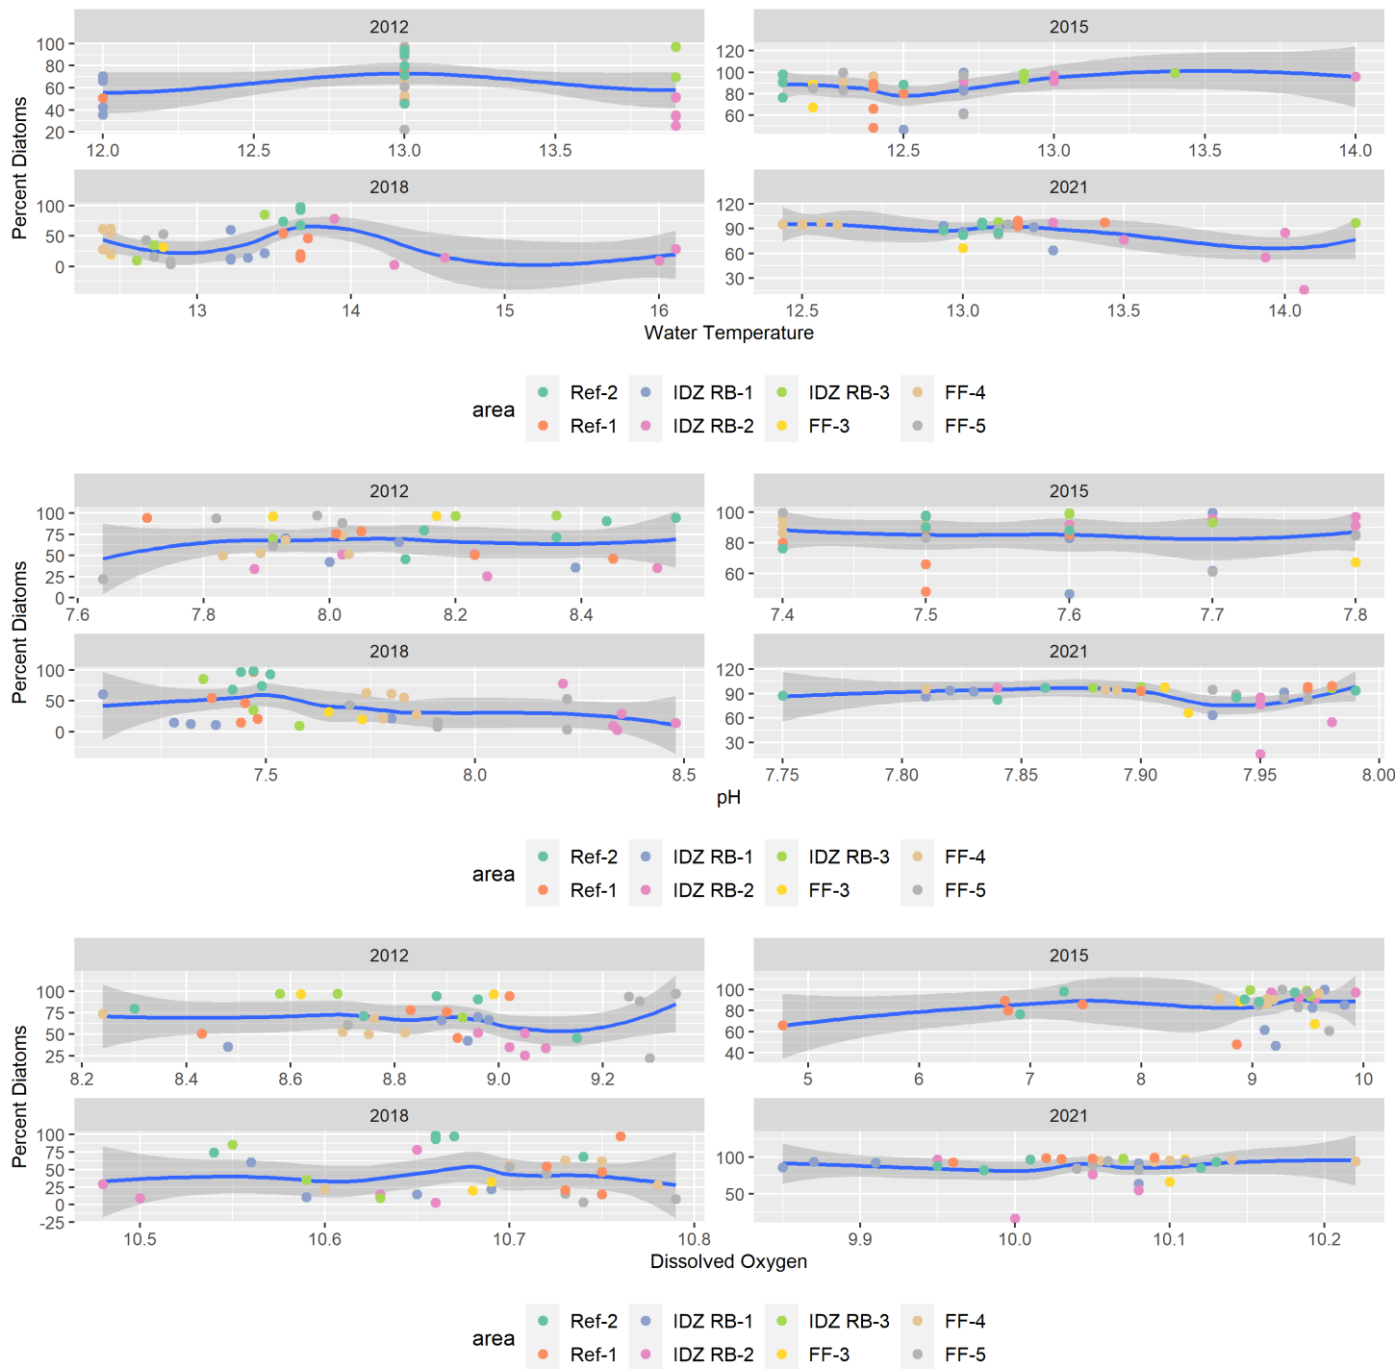 2012 2015
100 80 60 40 20
120 100 80 60
12.0 12.5 13.0 13.5
12.5 13.0 13.5 14.0
Percent Diatoms
2018 2021
100 50 0
120 90 60 30
13 14 15 16
12.5 13.0 13.5 14.0
Water Temperature
area
Ref-2 IDZ RB-1 IDZ RB-3 FF-4
Ref-1 IDZ RB-2 FF-3 FF-5
2012 2015
100 75 50 25 0
100 80 60
7.6 7.8 8.0 8.2 8.4
7.4 7.5 7.6 7.7 7.8
Percent Diatoms
2018 2021
100 50 0
120 90 60 30
7.5 8.0 8.5
7.75 7.80 7.85 7.90 7.95 8.00
pH
area
Ref-2 IDZ RB-1 IDZ RB-3 FF-4
Ref-1 IDZ RB-2 FF-3 FF-5
2012 2015
100 75 50 25
100 80 60 40
8.2 8.4 8.6 8.8 9.0 9.2
5 6 7 8 9 10
Percent Diatoms
2018 2021
100 75 50 25 0 -25
100 50
10.5 10.6 10.7 10.8
9.9 10.0 10.1 10.2
Dissolved Oxygen
area
Ref-2 IDZ RB-1 IDZ RB-3 FF-4
Ref-1 IDZ RB-2 FF-3 FF-5